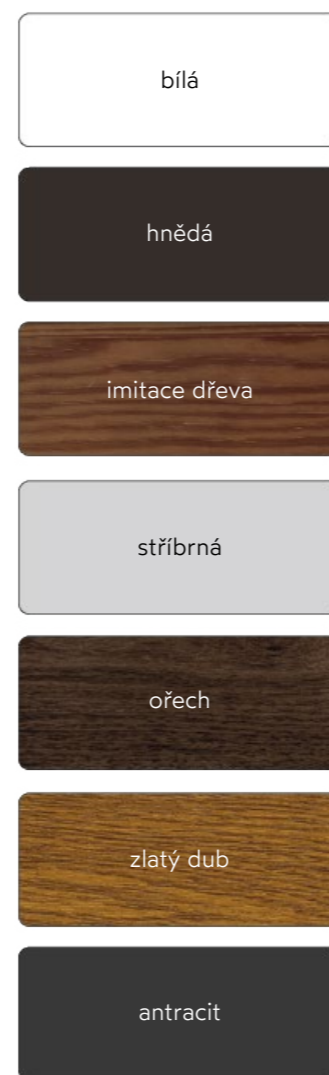 bílá
hnědá
imitace dřeva
stříbrná
ořech
zlatý dub
antracit